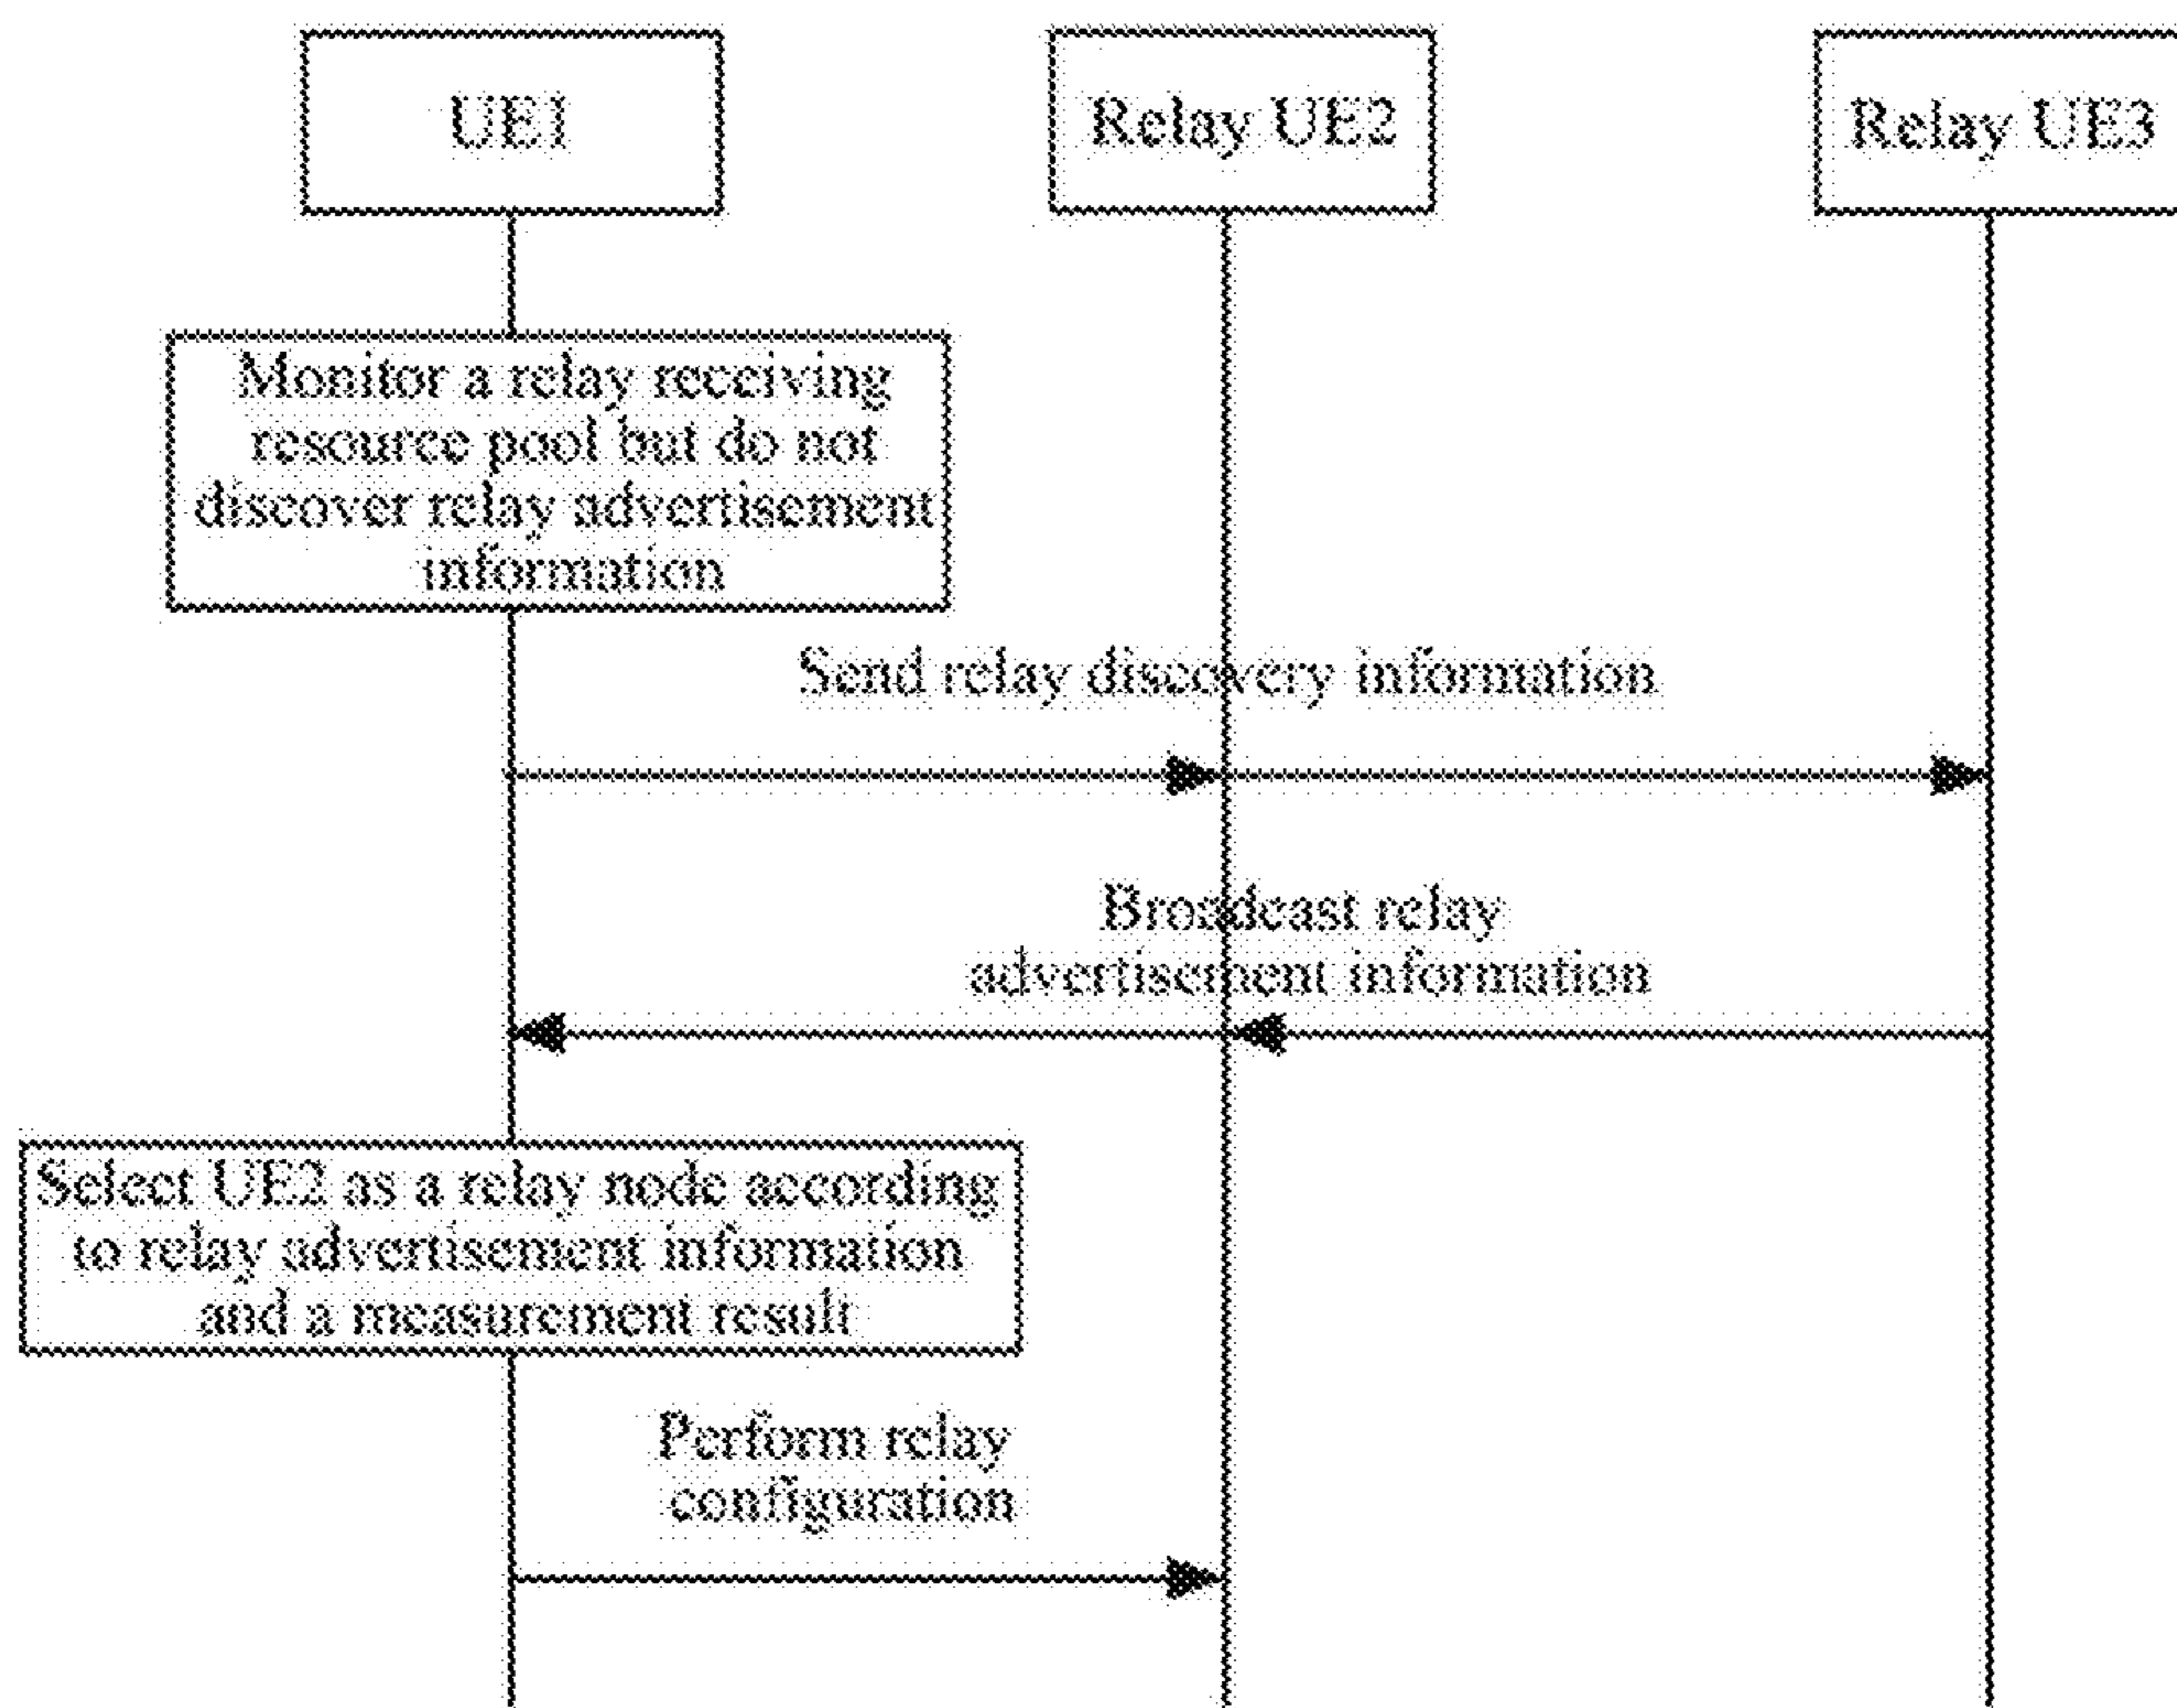 UE1
Relay UE2
Relay UE3
Monitor a relay receiving
resource pool but do not
discover relay advertisement
information
Send relay discovery information
Broadcast relay
advertisement information
Select UE2 as a relay node according
to relay advertisement information
and a measurement result
Perform relay
configuration